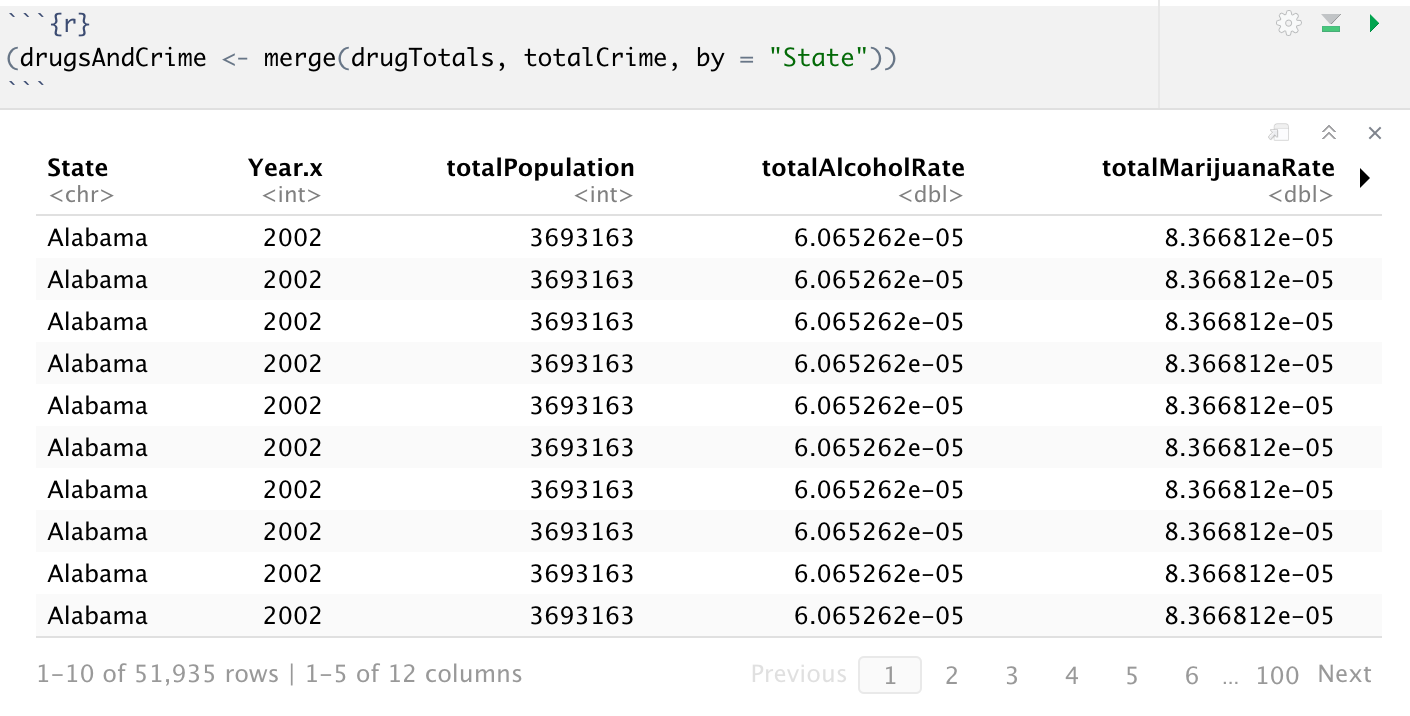 ```{r}
(drugsAndCrime <- merge(drugTotals, totalCrime, by = "State"))
```
State Year.x totalPopulation totalAlcoholRate totalMarijuanaRate
<chr> <int> <int> <dbl> <dbl>
Alabama 2002 3693163 6.065262e-05 8.366812e-05
Alabama 2002 3693163 6.065262e-05 8.366812e-05
Alabama 2002 3693163 6.065262e-05 8.366812e-05
Alabama 2002 3693163 6.065262e-05 8.366812e-05
Alabama 2002 3693163 6.065262e-05 8.366812e-05
Alabama 2002 3693163 6.065262e-05 8.366812e-05
Alabama 2002 3693163 6.065262e-05 8.366812e-05
Alabama 2002 3693163 6.065262e-05 8.366812e-05
Alabama 2002 3693163 6.065262e-05 8.366812e-05
Alabama 2002 3693163 6.065262e-05 8.366812e-05
1-10 of 51,935 rows | 1-5 of 12 columns Previous 1 2 3 4 5 6 ... 100 Next